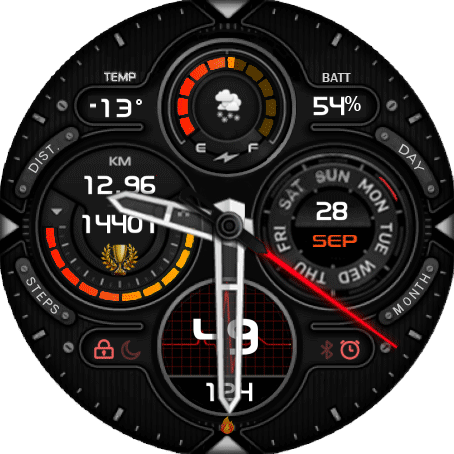 TEMP
-13°
BATT
54%
E F
DIST.
DAY
KM
12.96
14401
SUN MON TUE WED THU FRI SAT
28
SEP
STEPS
MONTH
49